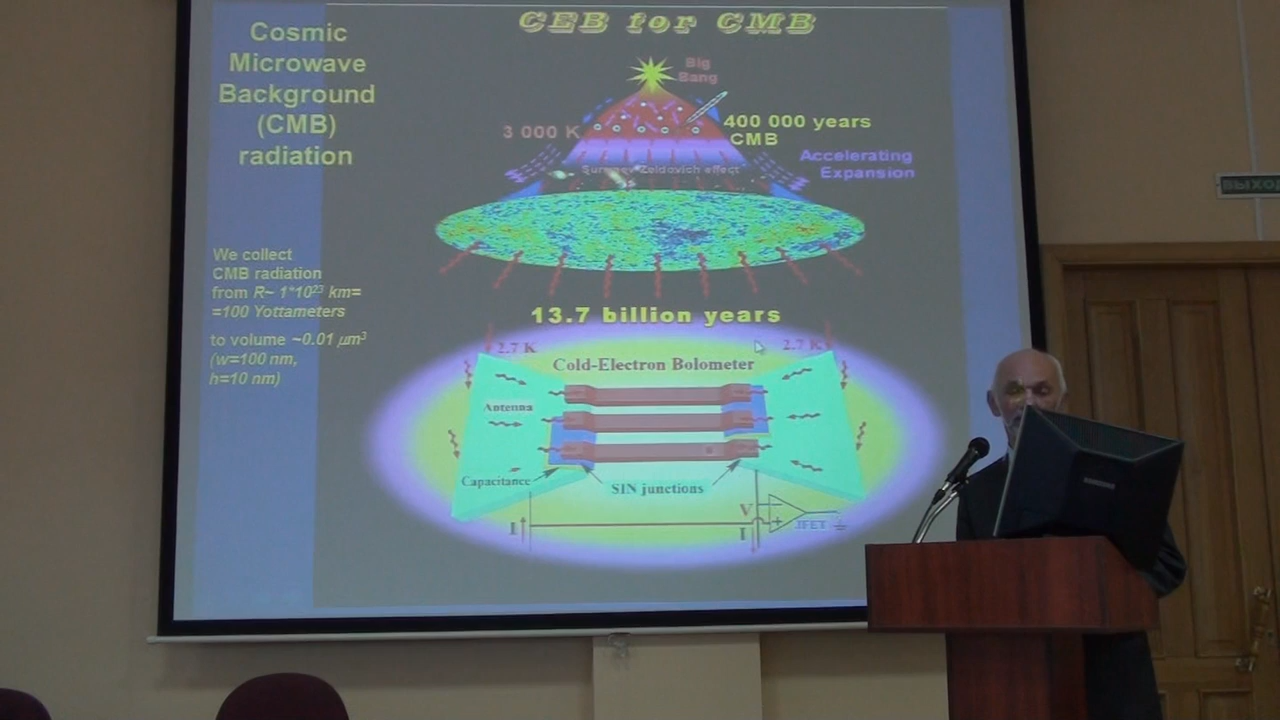 CEB for CMB
Cosmic
Microwave
Background
(CMB)
radiation
Big
Bang
3 000 K
400 000 years
CMB
Accelerating
Expansion
Sunyaev Zeldovich effect
We collect
CMB radiation
from R~ 1*10²³ km=
=100 Yottameters
to volume ~0.01 µm³
(w=100 nm,
h=10 nm)
13.7 billion years
2.7 K
2.7 K
Cold-Electron Bolometer
Antenna
Capacitance
SIN junctions
V
I
I
JFET
ВЫХОД
SAMSUNG